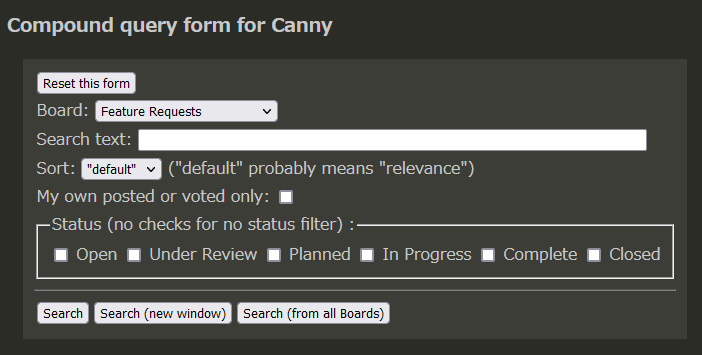 Compound query form for Canny
Reset this form
Board: Feature Requests
Search text:
Sort: "default" ("default" probably means "relevance")
My own posted or voted only:
Status (no checks for no status filter) :
Open Under Review Planned In Progress Complete Closed
Search Search (new window) Search (from all Boards)